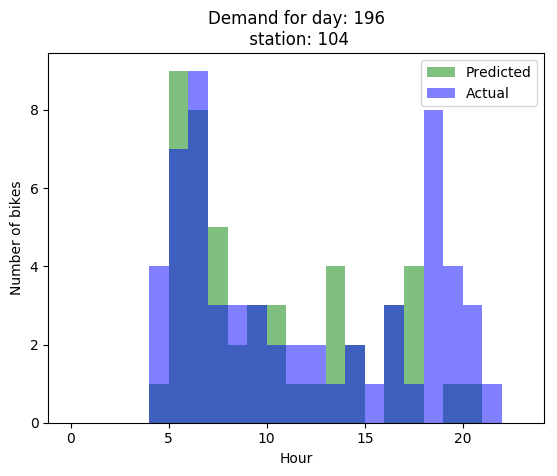 Demand for day: 196
station: 104
Predicted
Actual
Number of bikes
8
6
4
2
0
0
5
10
15
20
Hour